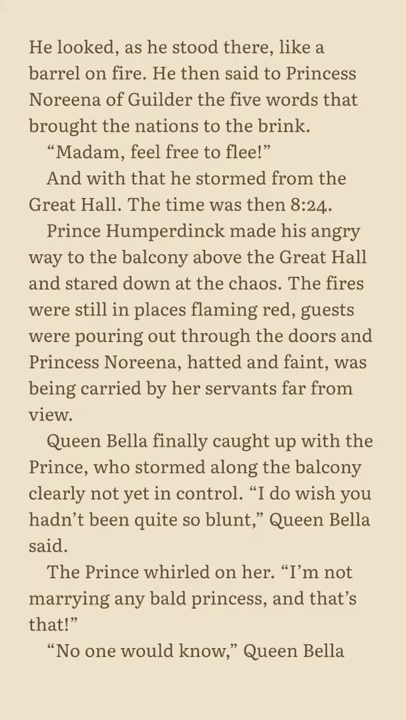 He looked, as he stood there, like a
barrel on fire. He then said to Princess
Noreena of Guilder the five words that
brought the nations to the brink.
“Madam, feel free to flee!”
And with that he stormed from the
Great Hall. The time was then 8:24.
Prince Humperdinck made his angry
way to the balcony above the Great Hall
and stared down at the chaos. The fires
were still in places flaming red, guests
were pouring out through the doors and
Princess Noreena, hatted and faint, was
being carried by her servants far from
view.
Queen Bella finally caught up with the
Prince, who stormed along the balcony
clearly not yet in control. “I do wish you
hadn’t been quite so blunt,” Queen Bella
said.
The Prince whirled on her. “I’m not
marrying any bald princess, and that’s
that!”
“No one would know,” Queen Bella